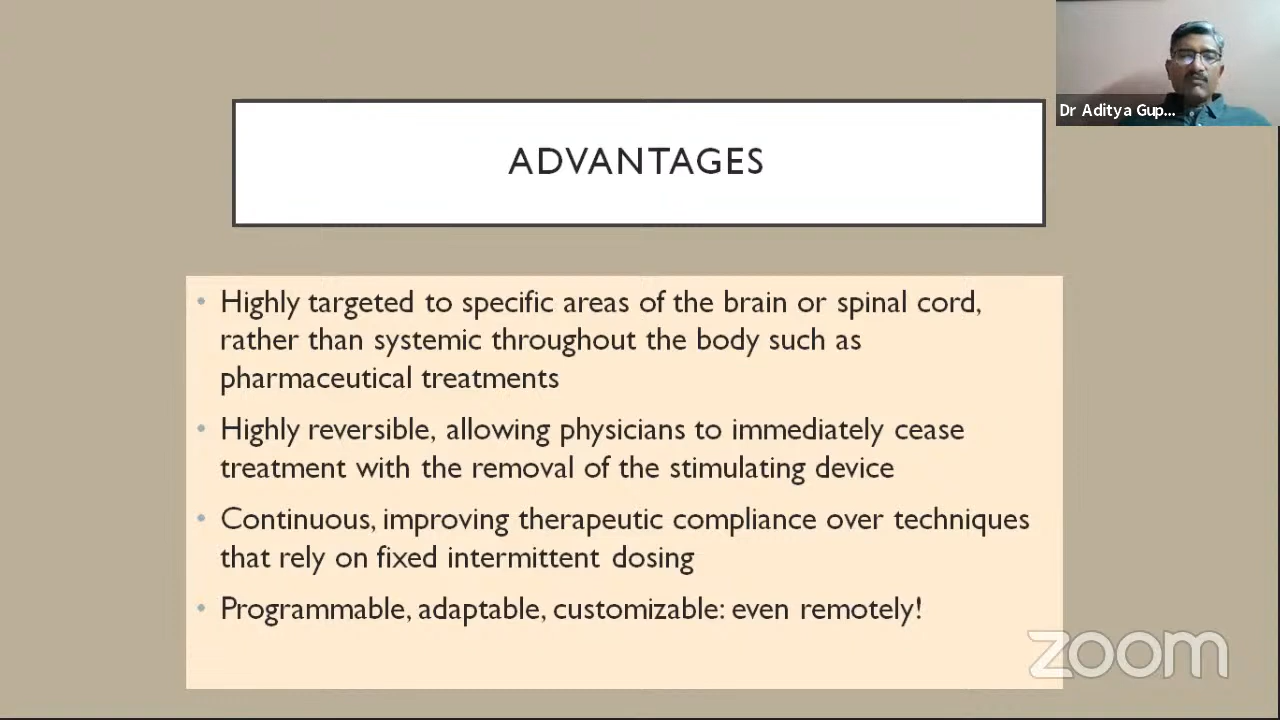 Dr Aditya Gup...
ADVANTAGES
• Highly targeted to specific areas of the brain or spinal cord,
rather than systemic throughout the body such as
pharmaceutical treatments
• Highly reversible, allowing physicians to immediately cease
treatment with the removal of the stimulating device
• Continuous, improving therapeutic compliance over techniques
that rely on fixed intermittent dosing
• Programmable, adaptable, customizable: even remotely!
zoom